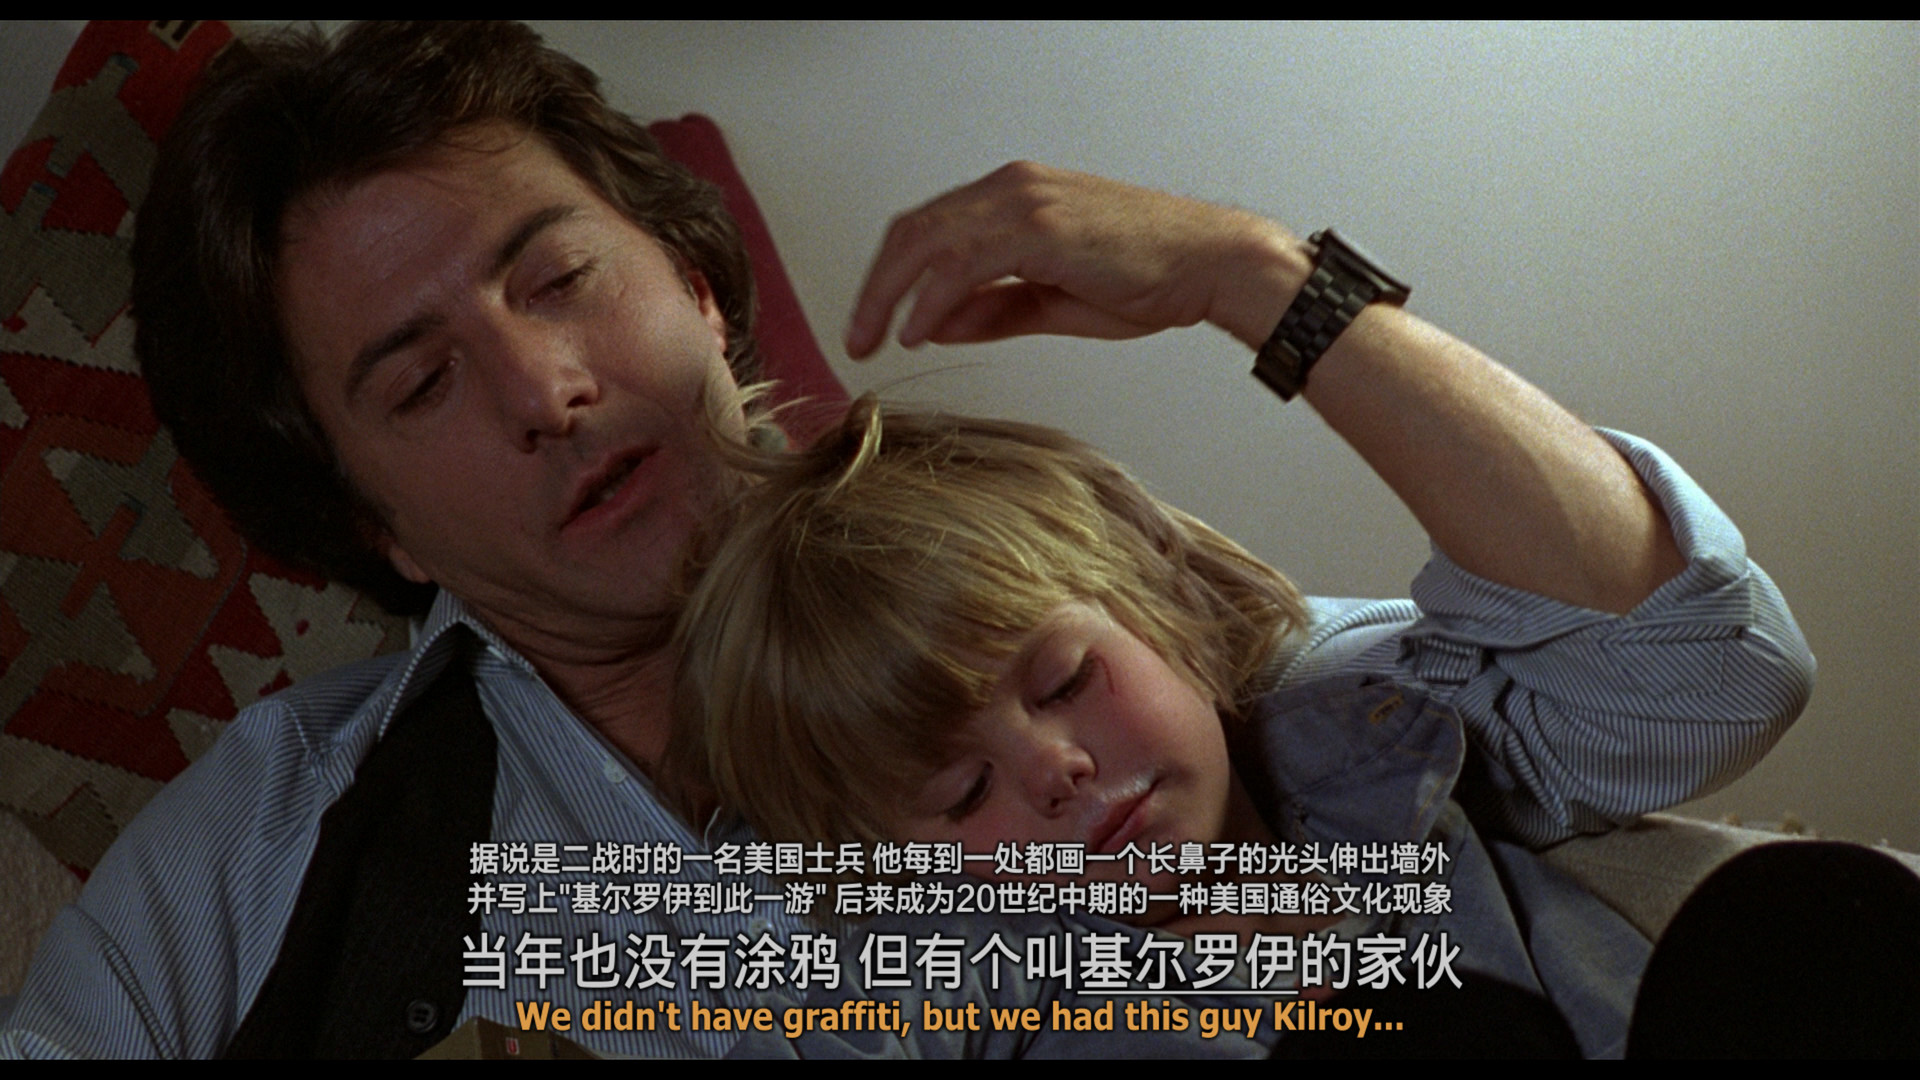 据说是二战时的一名美国士兵 他每到一处都画一个长鼻子的光头伸出墙外
并写上"基尔罗伊到此一游" 后来成为20世纪中期的一种美国通俗文化现象
当年也没有涂鸦 但有个叫基尔罗伊的家伙
We didn't have graffiti, but we had this guy Kilroy...